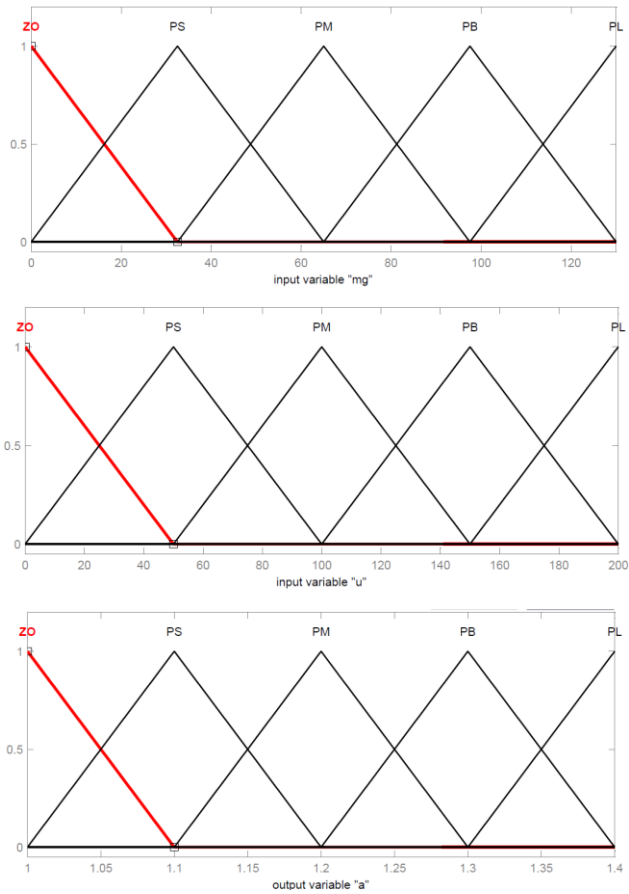 ZO PS PM PB PL
1
0.5
0
0 20 40 60 80 100 120
input variable "mg"
ZO PS PM PB PL
1
0.5
0
0 20 40 60 80 100 120 140 160 180 200
input variable "u"
ZO PS PM PB PL
1
0.5
0
1 1.05 1.1 1.15 1.2 1.25 1.3 1.35 1.4
output variable "a"